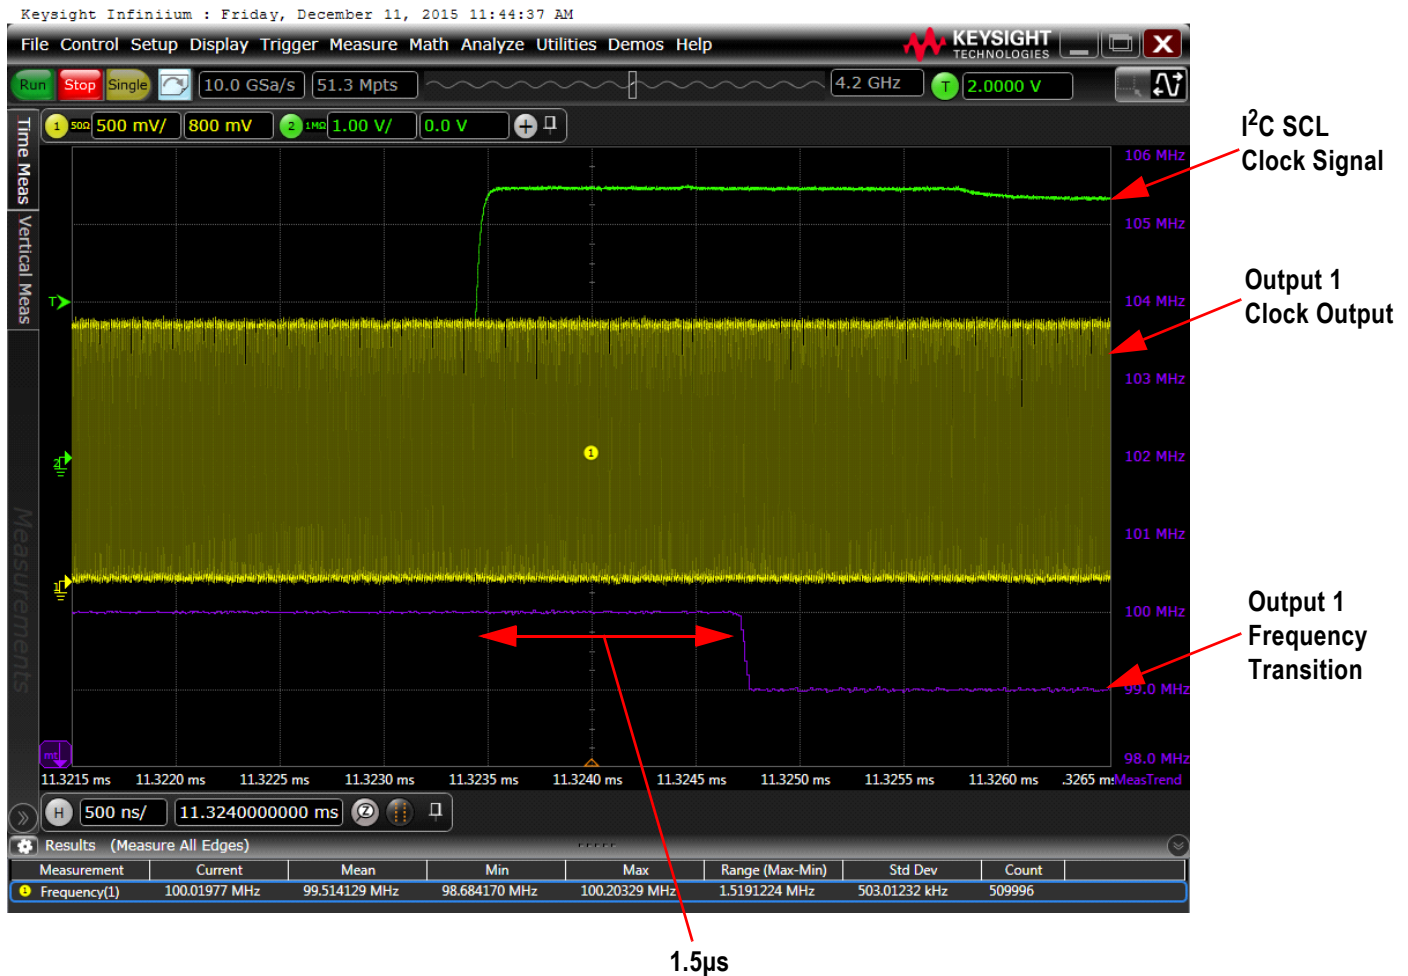 Keysight Infiniium : Friday, December 11, 2015 11:44:37 AM
File Control Setup Display Trigger Measure Math Analyze Utilities Demos Help
KEYSIGHT
TECHNOLOGIES
Run Stop Single 10.0 GSa/s 51.3 Mpts 4.2 GHz T 2.0000 V
1 50Ω 500 mV/ 800 mV 2 1MΩ 1.00 V/ 0.0 V
Time Meas
Vertical Meas
Measurements
106 MHz
105 MHz
104 MHz
103 MHz
102 MHz
101 MHz
100 MHz
99.0 MHz
98.0 MHz
T
2
1
1
mt
I²C SCL
Clock Signal
Output 1
Clock Output
Output 1
Frequency
Transition
11.3215 ms 11.3220 ms 11.3225 ms 11.3230 ms 11.3235 ms 11.3240 ms 11.3245 ms 11.3250 ms 11.3255 ms 11.3260 ms .3265 ms MeasTrend
H 500 ns/ 11.3240000000 ms Z
Results (Measure All Edges)
Measurement Current Mean Min Max Range (Max-Min) Std Dev Count
1 Frequency(1) 100.01977 MHz 99.514129 MHz 98.684170 MHz 100.20329 MHz 1.5191224 MHz 503.01232 kHz 509996
1.5µs